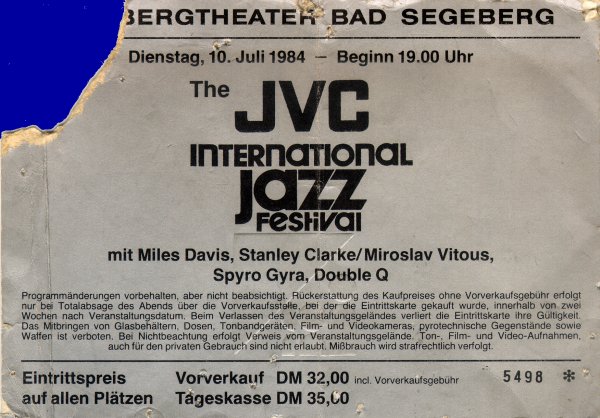 BERGTHEATER BAD SEGEBERG
Dienstag, 10. Juli 1984 – Beginn 19.00 Uhr
The JVC
INTERNATIONAL
JAZZ
FESTIVAL
mit Miles Davis, Stanley Clarke/Miroslav Vitous,
Spyro Gyra, Double Q
Programmänderungen vorbehalten, aber nicht beabsichtigt. Rückerstattung des Kaufpreises ohne Vorverkaufsgebühr erfolgt
nur bei Totalabsage des Abends über die Vorverkaufsstelle, bei der die Eintrittskarte gekauft wurde, innerhalb von zwei
Wochen nach Veranstaltungsdatum. Beim Verlassen des Veranstaltungsgeländes verliert die Eintrittskarte ihre Gültigkeit.
Das Mitbringen von Glasbehältern, Dosen, Tonbandgeräten, Film- und Videokameras, pyrotechnische Gegenstände sowie
Waffen ist verboten. Bei Nichtbeachtung erfolgt Verweis vom Veranstaltungsgelände. Ton-, Film- und Video-Aufnahmen,
auch für den privaten Gebrauch sind nicht erlaubt. Mißbrauch wird strafrechtlich verfolgt.
Eintrittspreis Vorverkauf DM 32,00 incl. Vorverkaufsgebühr 5498 *
auf allen Plätzen Tageskasse DM 35,00